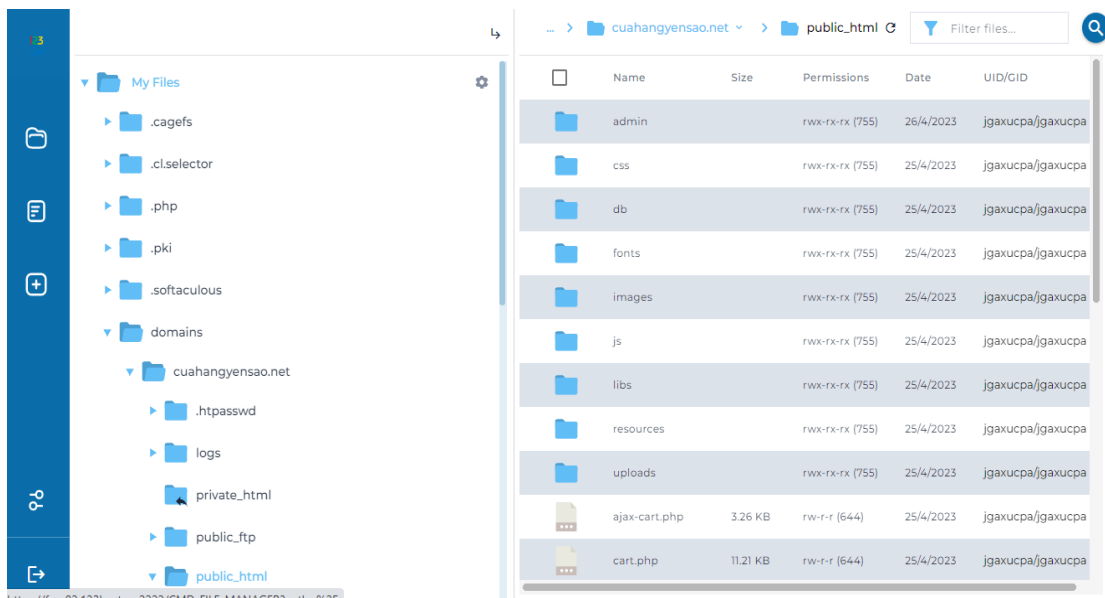 123
... > cuahangyensao.net > public_html
Filter files...
My Files
.cagefs
.cl.selector
.php
.pki
.softaculous
domains
cuahangyensao.net
.htpasswd
logs
private_html
public_ftp
public_html
Name Size Permissions Date UID/GID
admin rwx-rx-rx (755) 26/4/2023 jgaxucpa/jgaxucpa
css rwx-rx-rx (755) 25/4/2023 jgaxucpa/jgaxucpa
db rwx-rx-rx (755) 25/4/2023 jgaxucpa/jgaxucpa
fonts rwx-rx-rx (755) 25/4/2023 jgaxucpa/jgaxucpa
images rwx-rx-rx (755) 25/4/2023 jgaxucpa/jgaxucpa
js rwx-rx-rx (755) 25/4/2023 jgaxucpa/jgaxucpa
libs rwx-rx-rx (755) 25/4/2023 jgaxucpa/jgaxucpa
resources rwx-rx-rx (755) 25/4/2023 jgaxucpa/jgaxucpa
uploads rwx-rx-rx (755) 25/4/2023 jgaxucpa/jgaxucpa
ajax-cart.php 3.26 KB rw-r-r (644) 25/4/2023 jgaxucpa/jgaxucpa
cart.php 11.21 KB rw-r-r (644) 25/4/2023 jgaxucpa/jgaxucpa